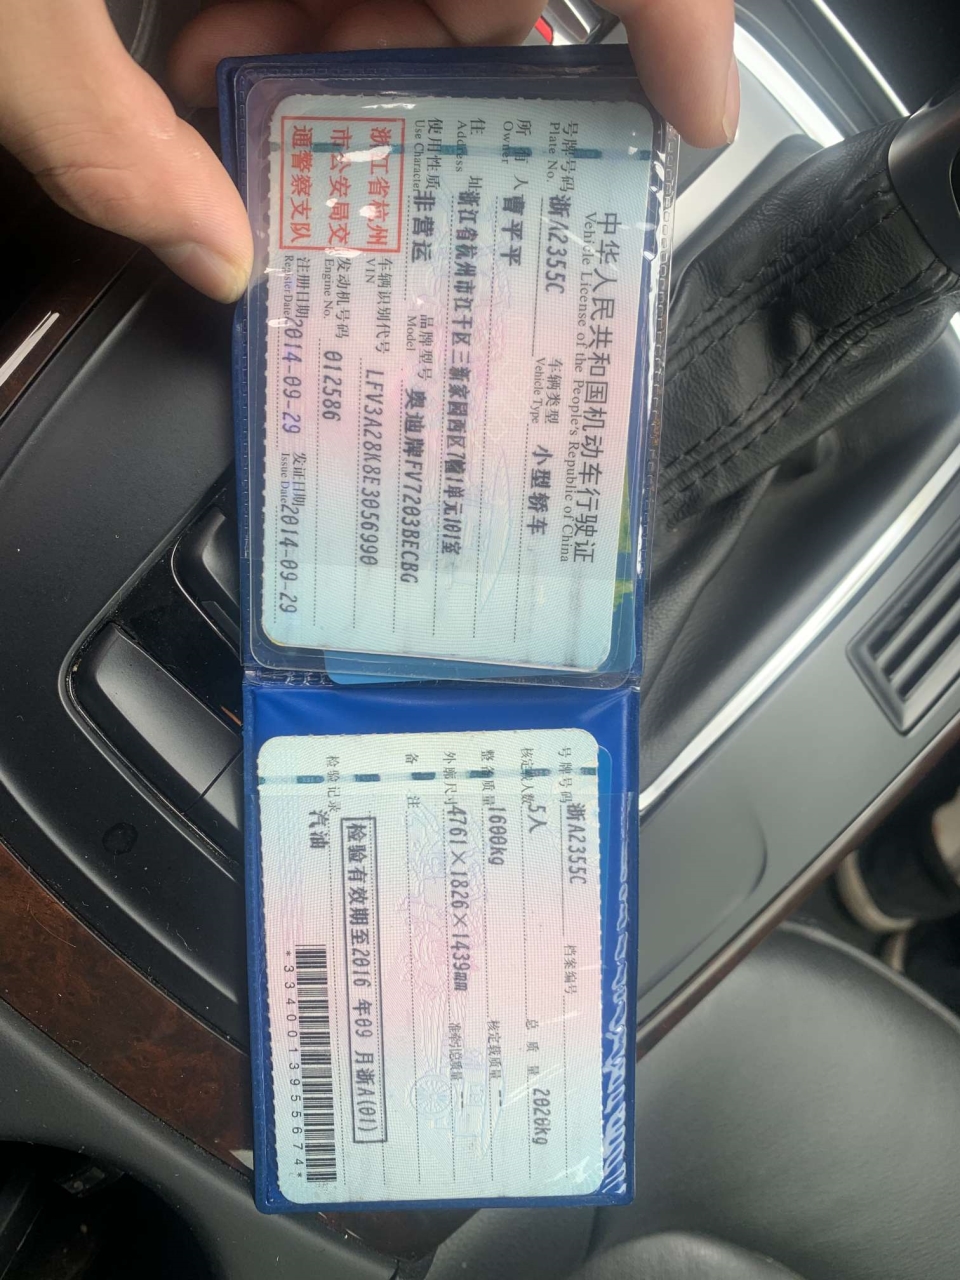 中华人民共和国机动车行驶证
Vehicle License of the People's Republic of China
号牌号码 浙A2355C 车辆类型 小型轿车
Plate No. Vehicle Type
所有人 曹平平
Owner
住址 浙江省杭州市江干区三新家园西区7幢1单元101室
Address
使用性质 非营运 品牌型号 奥迪牌FV7203BECBG
Use Character Model
浙江省杭州
市公安局交
通警察支队
车辆识别代号 LFV3A28K8E3056990
VIN
发动机号码 012586
Engine No.
注册日期 2014-09-29 发证日期 2014-09-29
Register Date Issue Date
号牌号码 浙A2355C 档案编号
核定载人数 5人 总质量 2020kg
整备质量 1600kg 核定载质量 --
外廓尺寸 4761×1826×1439mm 准牵引总质量 --
备注
检验有效期至2016年09月浙A(01)
检验记录 汽油
*3340013955674*